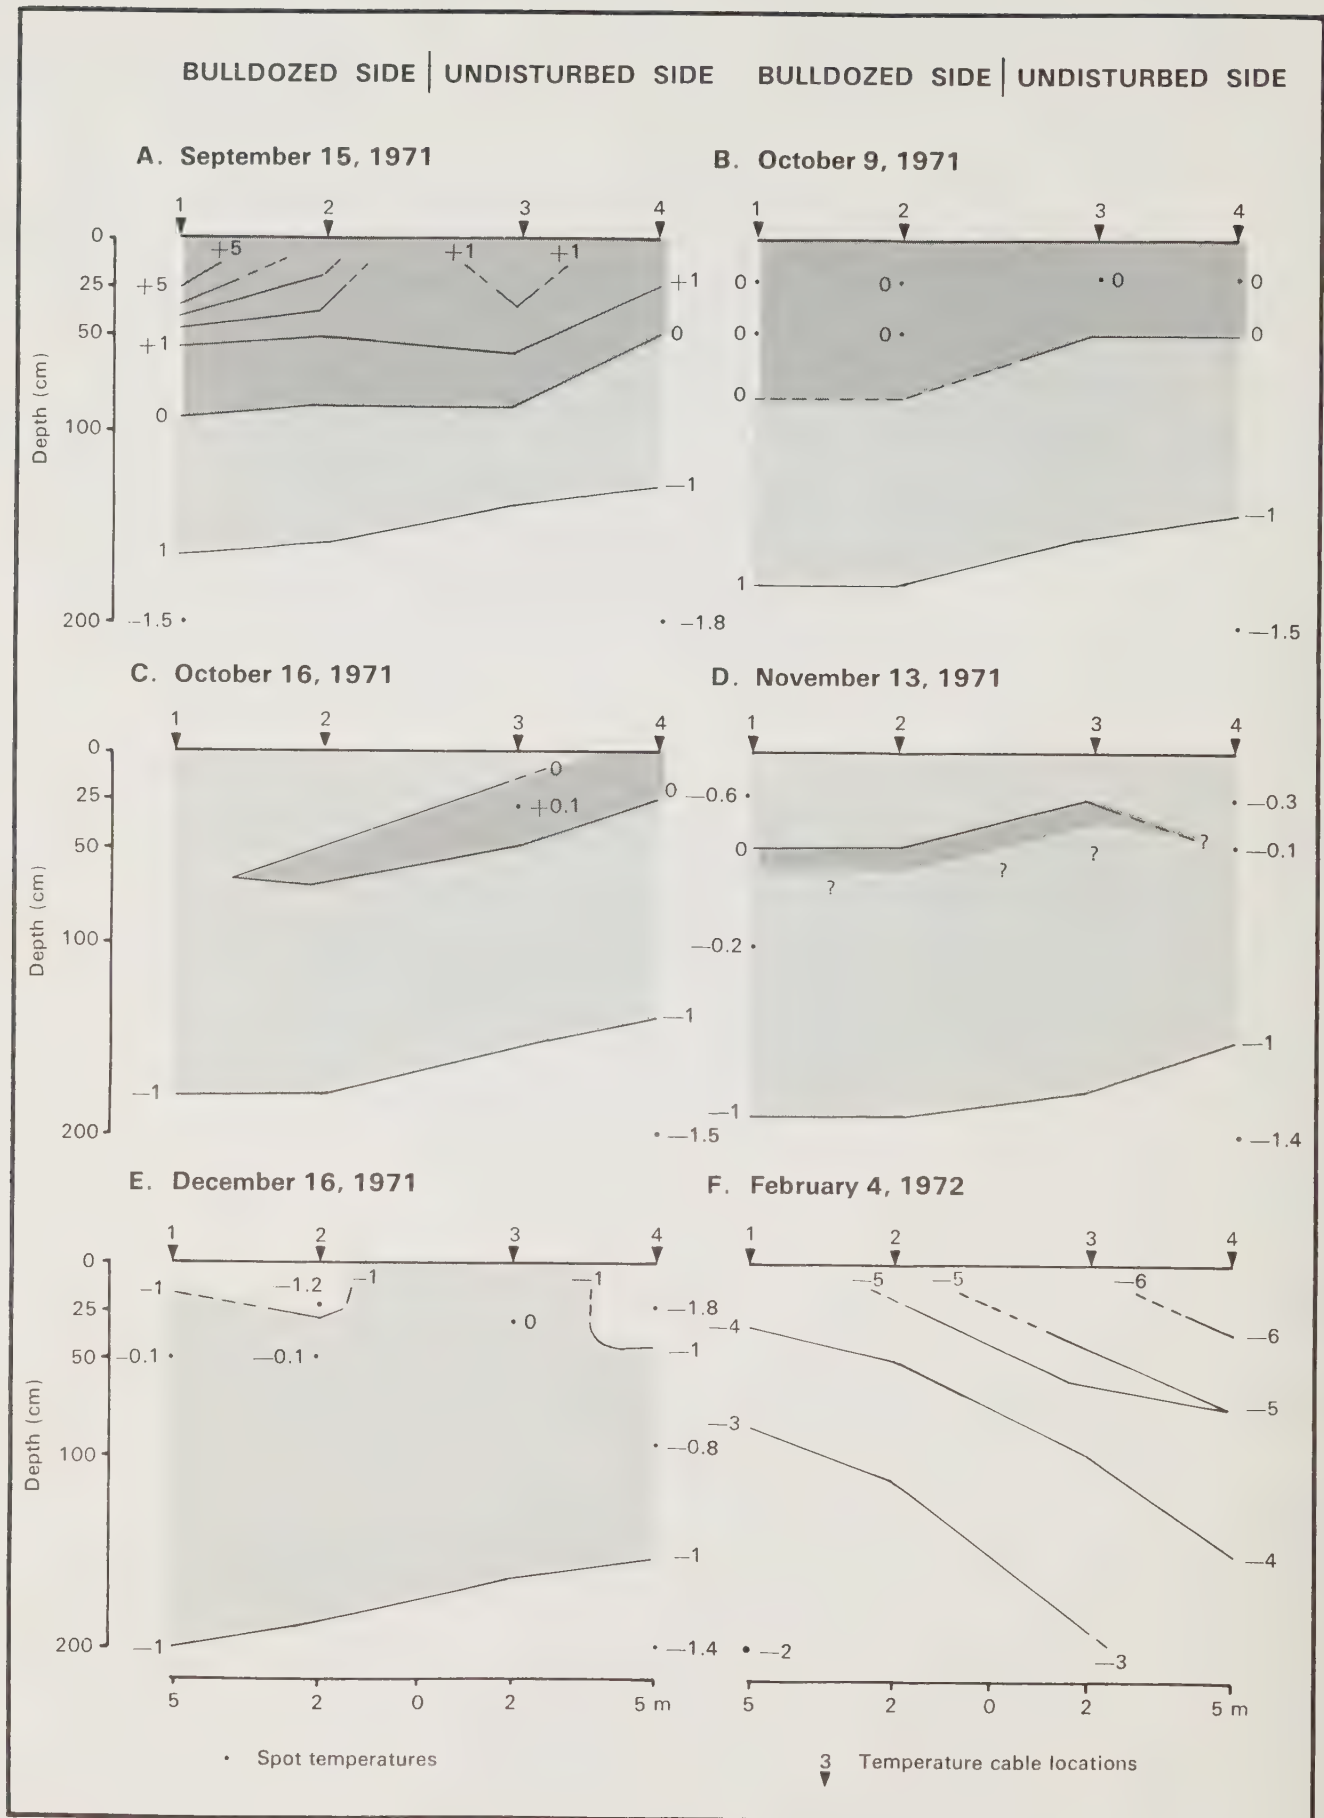 BULLDOZED SIDE | UNDISTURBED SIDE BULLDOZED SIDE | UNDISTURBED SIDE
A. September 15, 1971
B. October 9, 1971
1 2 3 4
1 2 3 4
0
+5 +1 +1
25 +5 +1
0 0 0 0
50 +1 0
0 0 0
Depth (cm)
0
0
100
—1
—1
1
1
200 —1.5 —1.8
—1.5
C. October 16, 1971
D. November 13, 1971
1 2 3 4
1 2 3 4
0
0
25 +0.1 0
—0.6 —0.3
50
0 ? —0.1
? ? ?
Depth (cm)
100
—0.2
—1
—1
—1
—1
200 —1.5
—1.4
E. December 16, 1971
F. February 4, 1972
1 2 3 4
1 2 3 4
0
—1 —1.2 —1 —1
—5 —5 —6
25 0 —1.8
—4 —6
50 —0.1 —0.1 —1
—5
Depth (cm)
—3
100 —0.8
—1
—4
200 —1 —1.4
—2 —3
5 2 0 2 5 m
5 2 0 2 5 m
• Spot temperatures
3 Temperature cable locations